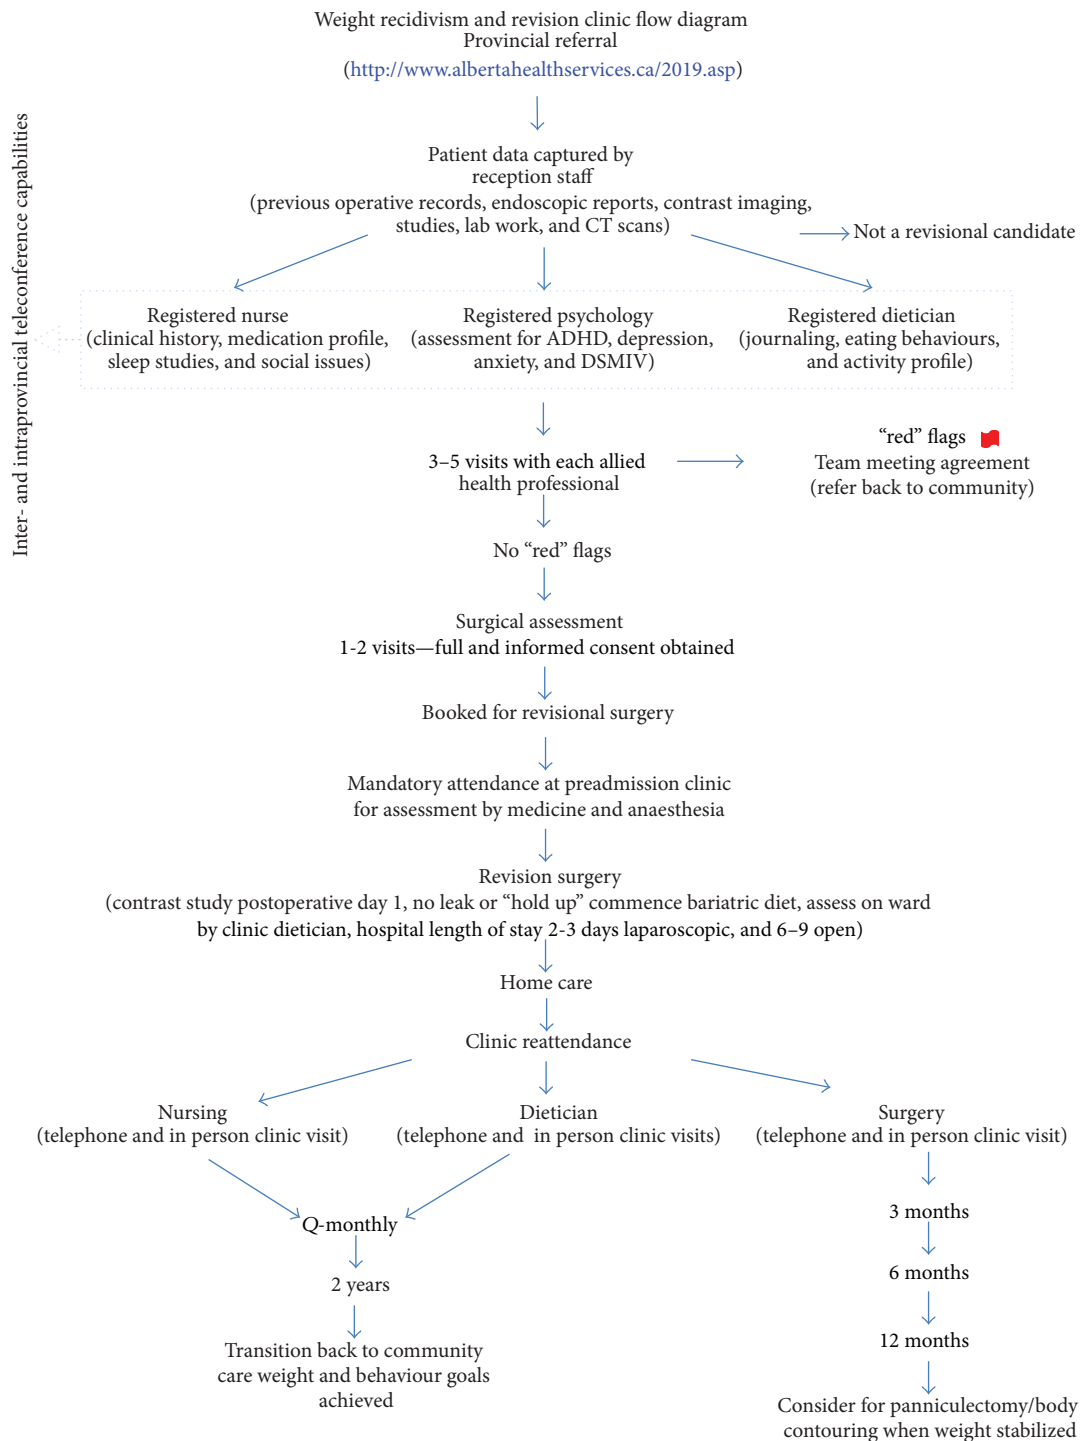 Weight recidivism and revision clinic flow diagram
Provincial referral
(http://www.albertahealthservices.ca/2019.asp)
Inter- and intraprovincial teleconference capabilities
Patient data captured by
reception staff
(previous operative records, endoscopic reports, contrast imaging,
studies, lab work, and CT scans)
Not a revisional candidate
Registered nurse
(clinical history, medication profile,
sleep studies, and social issues)
Registered psychology
(assessment for ADHD, depression,
anxiety, and DSMIV)
Registered dietician
(journaling, eating behaviours,
and activity profile)
3–5 visits with each allied
health professional
"red" flags
Team meeting agreement
(refer back to community)
No "red" flags
Surgical assessment
1-2 visits—full and informed consent obtained
Booked for revisional surgery
Mandatory attendance at preadmission clinic
for assessment by medicine and anaesthesia
Revision surgery
(contrast study postoperative day 1, no leak or "hold up" commence bariatric diet, assess on ward
by clinic dietician, hospital length of stay 2-3 days laparoscopic, and 6–9 open)
Home care
Clinic reattendance
Nursing
(telephone and in person clinic visit)
Dietician
(telephone and in person clinic visits)
Surgery
(telephone and in person clinic visit)
Q-monthly
2 years
Transition back to community
care weight and behaviour goals
achieved
3 months
6 months
12 months
Consider for panniculectomy/body
contouring when weight stabilized